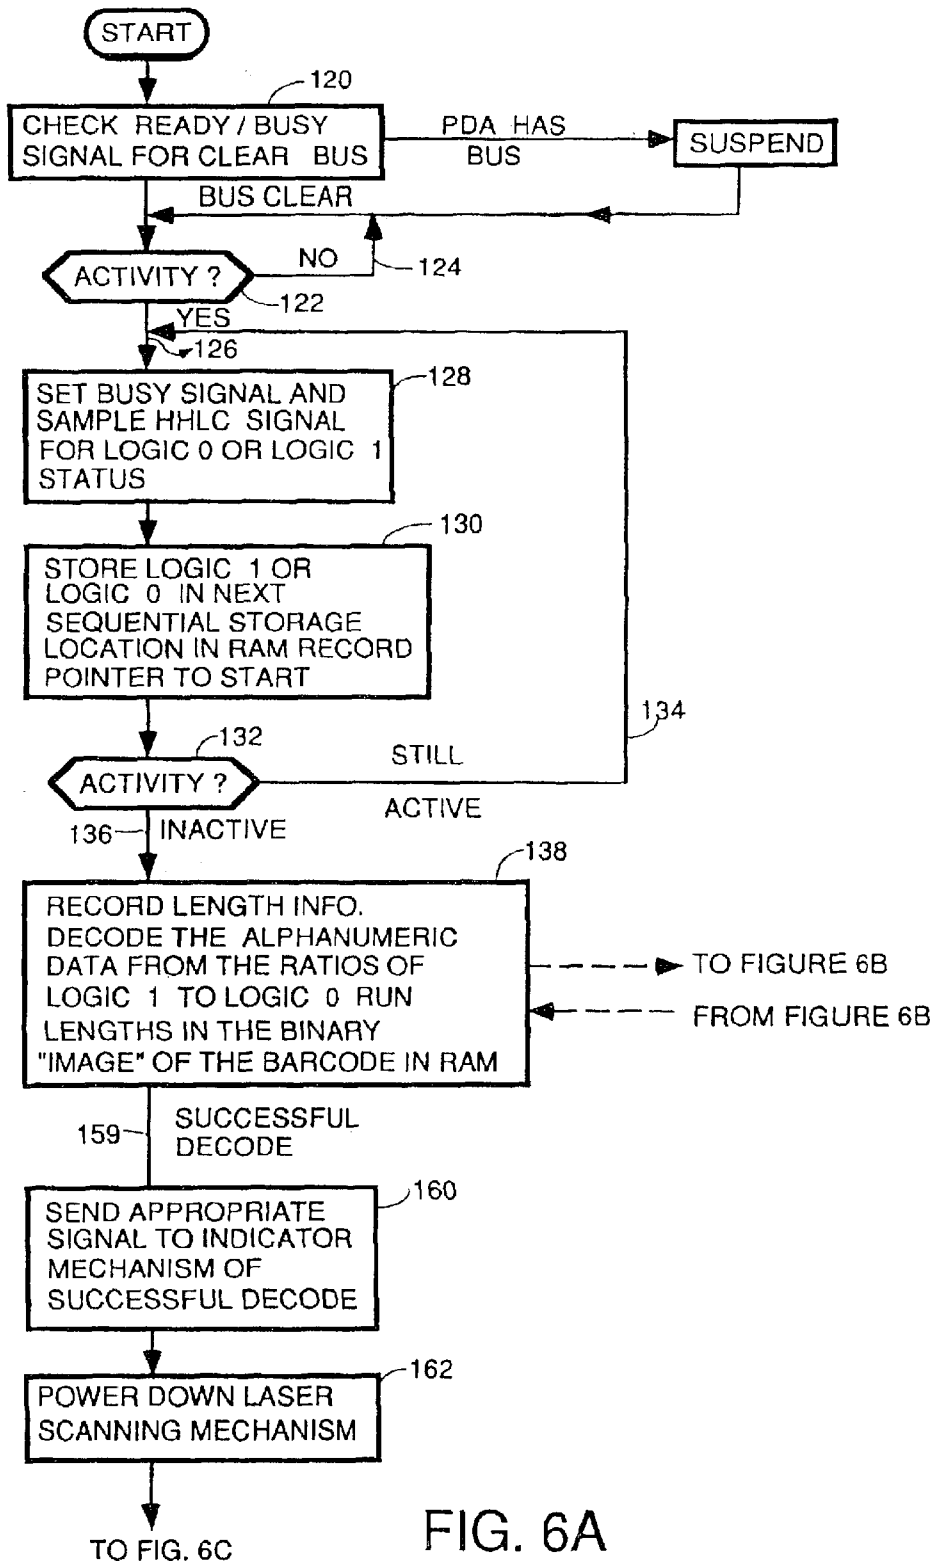 START
120
CHECK READY / BUSY
SIGNAL FOR CLEAR BUS
PDA HAS
BUS
SUSPEND
BUS CLEAR
NO
124
ACTIVITY ?
122
YES
126
128
SET BUSY SIGNAL AND
SAMPLE HHLC SIGNAL
FOR LOGIC 0 OR LOGIC 1
STATUS
130
STORE LOGIC 1 OR
LOGIC 0 IN NEXT
SEQUENTIAL STORAGE
LOCATION IN RAM RECORD
POINTER TO START
134
132
ACTIVITY ?
STILL
ACTIVE
136
INACTIVE
138
RECORD LENGTH INFO.
DECODE THE ALPHANUMERIC
DATA FROM THE RATIOS OF
LOGIC 1 TO LOGIC 0 RUN
LENGTHS IN THE BINARY
"IMAGE" OF THE BARCODE IN RAM
TO FIGURE 6B
FROM FIGURE 6B
159
SUCCESSFUL
DECODE
160
SEND APPROPRIATE
SIGNAL TO INDICATOR
MECHANISM OF
SUCCESSFUL DECODE
162
POWER DOWN LASER
SCANNING MECHANISM
TO FIG. 6C
FIG. 6A